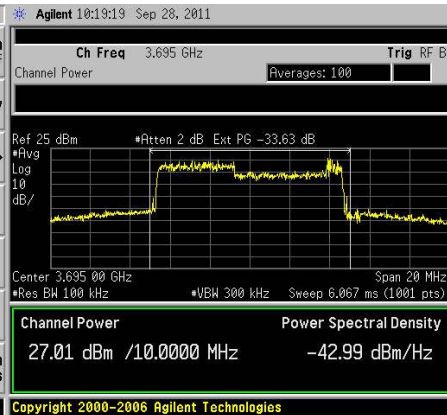 Agilent 10:19:19 Sep 28, 2011
Ch Freq 3.695 GHz Trig RF B
Channel Power Averages: 100
Ref 25 dBm #Atten 2 dB Ext PG -33.63 dB
#Avg
Log
10
dB/
Center 3.695 00 GHz Span 20 MHz
#Res BW 100 kHz #VBW 300 kHz Sweep 6.067 ms (1001 pts)
Channel Power Power Spectral Density
27.01 dBm /10.0000 MHz -42.99 dBm/Hz
Copyright 2000-2006 Agilent Technologies